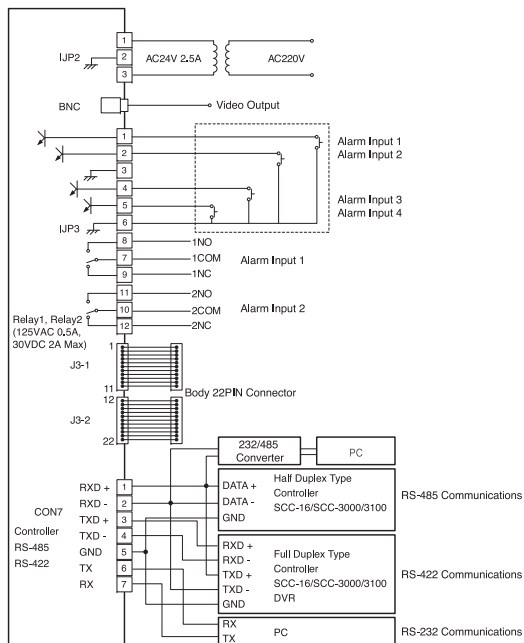 1
IJP2
2
AC24V 2.5A
AC220V
3
BNC
Video Output
1
Alarm Input 1
2
Alarm Input 2
3
4
Alarm Input 3
5
Alarm Input 4
IJP3
6
8
1NO
7
1COM
Alarm Input 1
9
1NC
11
2NO
10
2COM
Alarm Input 2
12
2NC
Relay1, Relay2
(125VAC 0.5A,
30VDC 2A Max)
1
J3-1
11
Body 22PIN Connector
12
J3-2
22
232/485
Converter
PC
CON7
Controller
RS-485
RS-422
RXD +
1
RXD -
2
TXD +
3
TXD -
4
GND
5
TX
6
RX
7
DATA +
DATA -
GND
Half Duplex Type
Controller
SCC-16/SCC-3000/3100
RS-485 Communications
RXD +
RXD -
TXD +
TXD -
GND
Full Duplex Type
Controller
SCC-16/SCC-3000/3100
DVR
RS-422 Communications
RX
TX
PC
RS-232 Communications